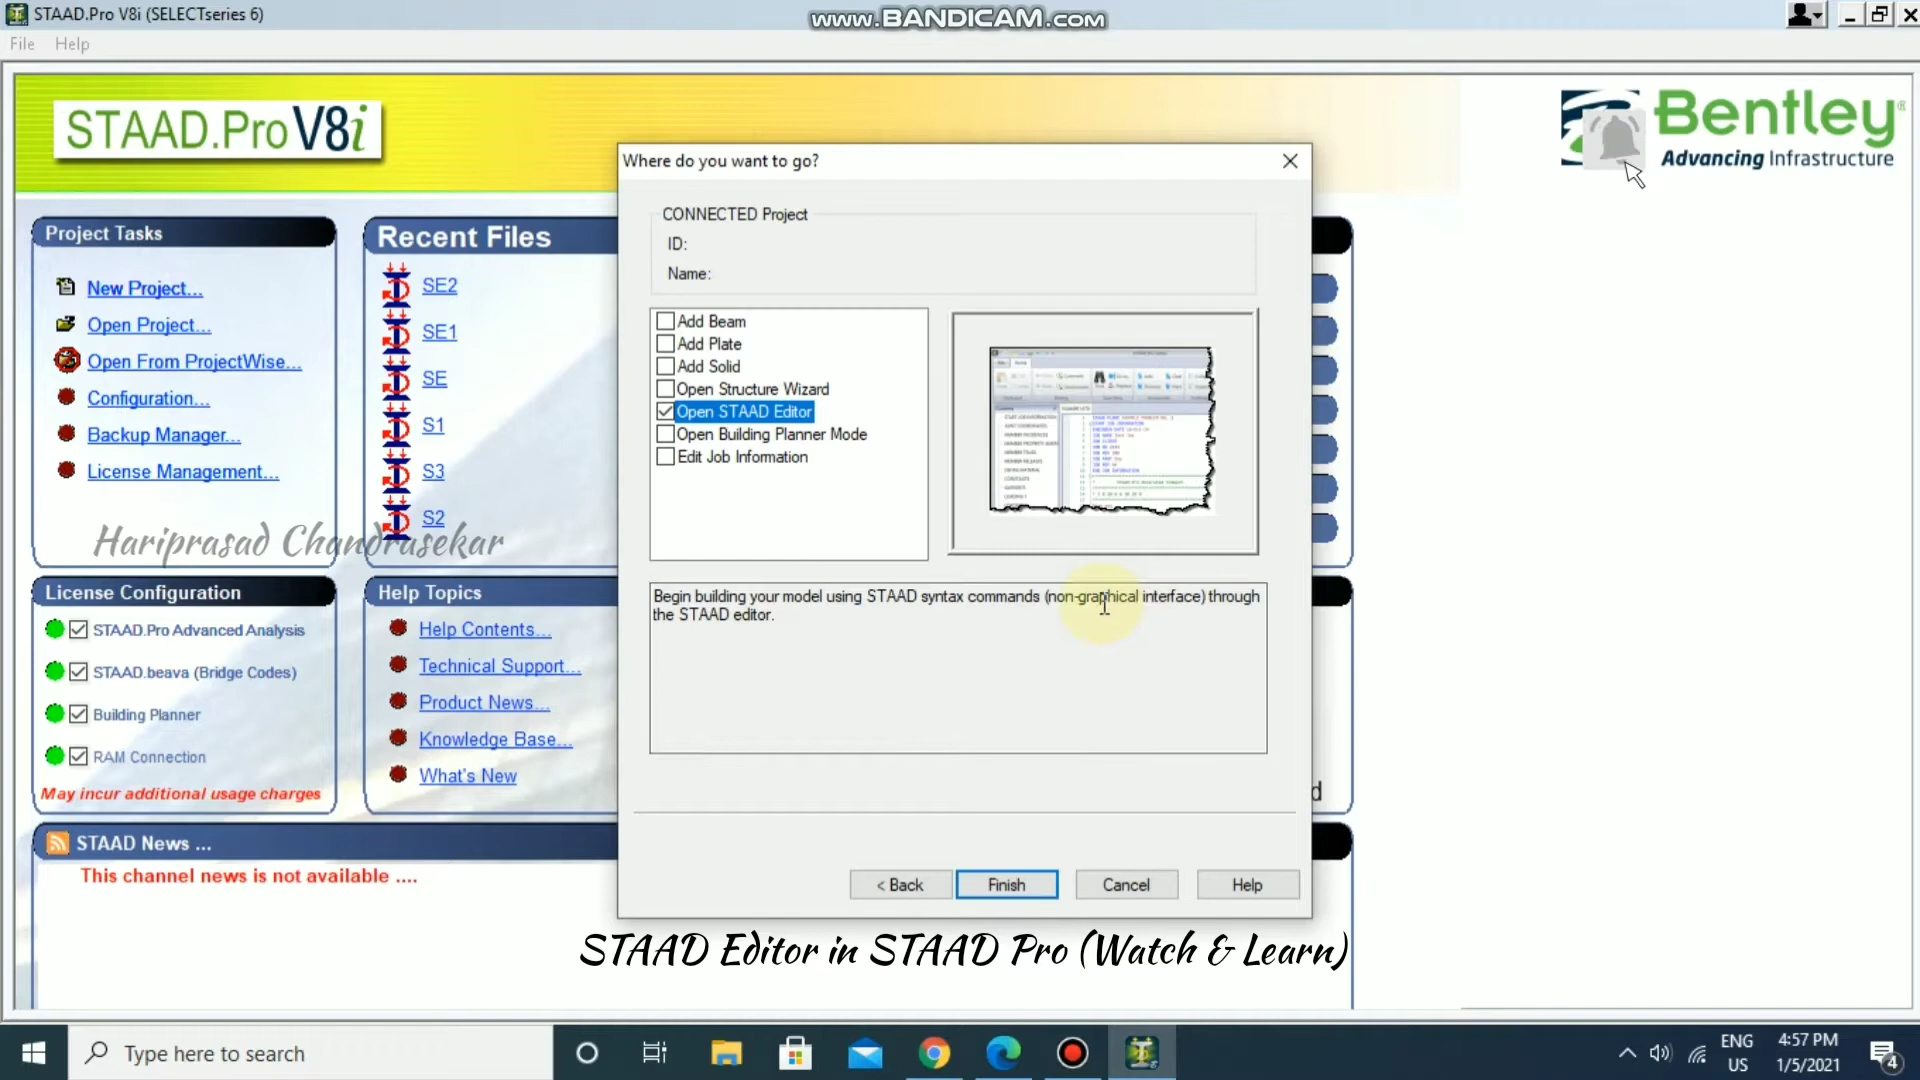 STAAD.Pro V8i (SELECTseries 6)
www.BANDICAM.com
File Help
STAAD.Pro V8i
Bentley®
Advancing Infrastructure
Where do you want to go?
CONNECTED Project
ID:
Name:
Project Tasks
New Project...
Open Project...
Open From ProjectWise...
Configuration...
Backup Manager...
License Management...
Recent Files
SE2
SE1
SE
S1
S3
S2
Add Beam
Add Plate
Add Solid
Open Structure Wizard
Open STAAD Editor
Open Building Planner Mode
Edit Job Information
Hariprasad Chandrasekar
Begin building your model using STAAD syntax commands (non-graphical interface) through
the STAAD editor.
License Configuration
STAAD.Pro Advanced Analysis
STAAD.beava (Bridge Codes)
Building Planner
RAM Connection
May incur additional usage charges
Help Topics
Help Contents...
Technical Support...
Product News...
Knowledge Base...
What's New
d
STAAD News ...
This channel news is not available ....
< Back Finish Cancel Help
STAAD Editor in STAAD Pro (Watch & Learn)
Type here to search
ENG
US
4:57 PM
1/5/2021
4